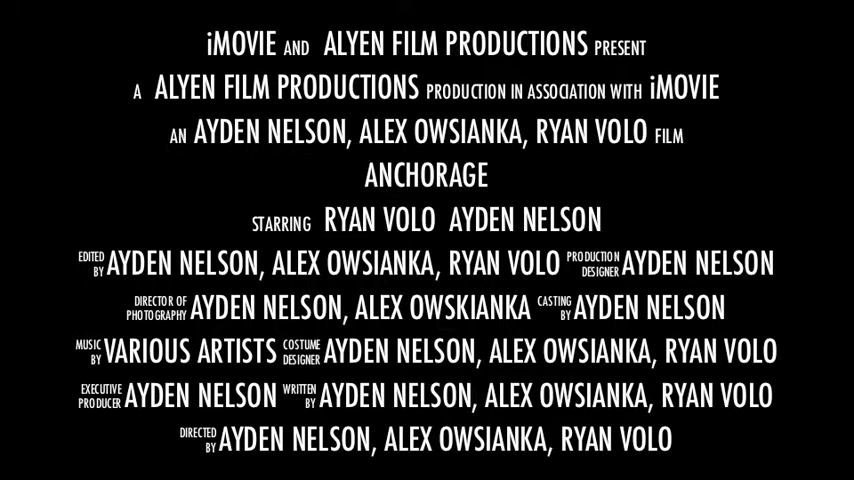 iMOVIE AND ALYEN FILM PRODUCTIONS PRESENT
A ALYEN FILM PRODUCTIONS PRODUCTION IN ASSOCIATION WITH iMOVIE
AN AYDEN NELSON, ALEX OWSIANKA, RYAN VOLO FILM
ANCHORAGE
STARRING RYAN VOLO AYDEN NELSON
EDITED BY AYDEN NELSON, ALEX OWSIANKA, RYAN VOLO PRODUCTION DESIGNER AYDEN NELSON
DIRECTOR OF PHOTOGRAPHY AYDEN NELSON, ALEX OWSKIANKA CASTING BY AYDEN NELSON
MUSIC BY VARIOUS ARTISTS COSTUME DESIGNER AYDEN NELSON, ALEX OWSIANKA, RYAN VOLO
EXECUTIVE PRODUCER AYDEN NELSON WRITTEN BY AYDEN NELSON, ALEX OWSIANKA, RYAN VOLO
DIRECTED BY AYDEN NELSON, ALEX OWSIANKA, RYAN VOLO